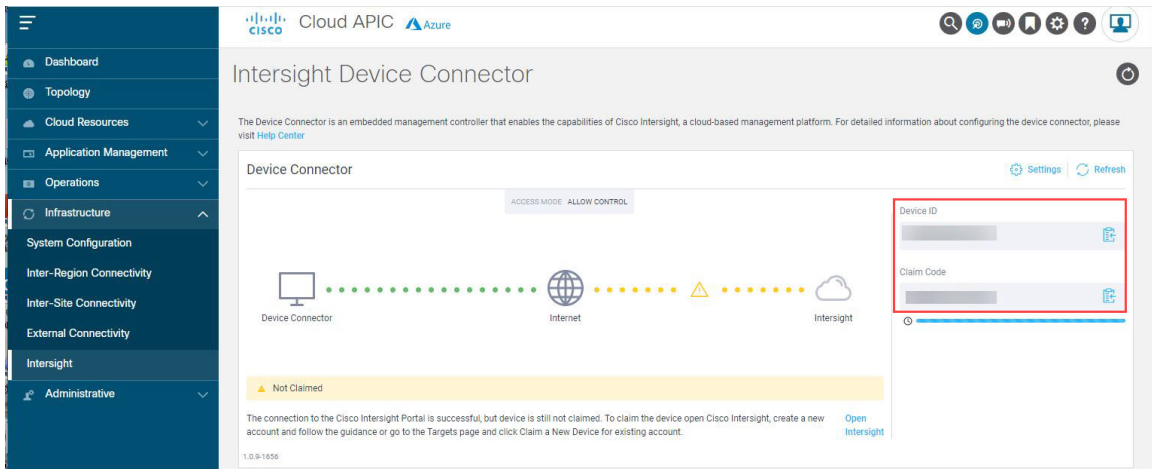 CISCO
Cloud APIC
Azure
Dashboard
Topology
Cloud Resources
Application Management
Operations
Infrastructure
System Configuration
Inter-Region Connectivity
Inter-Site Connectivity
External Connectivity
Intersight
Administrative
Intersight Device Connector
The Device Connector is an embedded management controller that enables the capabilities of Cisco Intersight, a cloud-based management platform. For detailed information about configuring the device connector, please
visit Help Center
Device Connector
Settings
Refresh
ACCESS MODE ALLOW CONTROL
Device ID
Claim Code
Device Connector
Internet
Intersight
Not Claimed
The connection to the Cisco Intersight Portal is successful, but device is still not claimed. To claim the device open Cisco Intersight, create a new
account and follow the guidance or go to the Targets page and click Claim a New Device for existing account.
Open
Intersight
1.0.9-1656